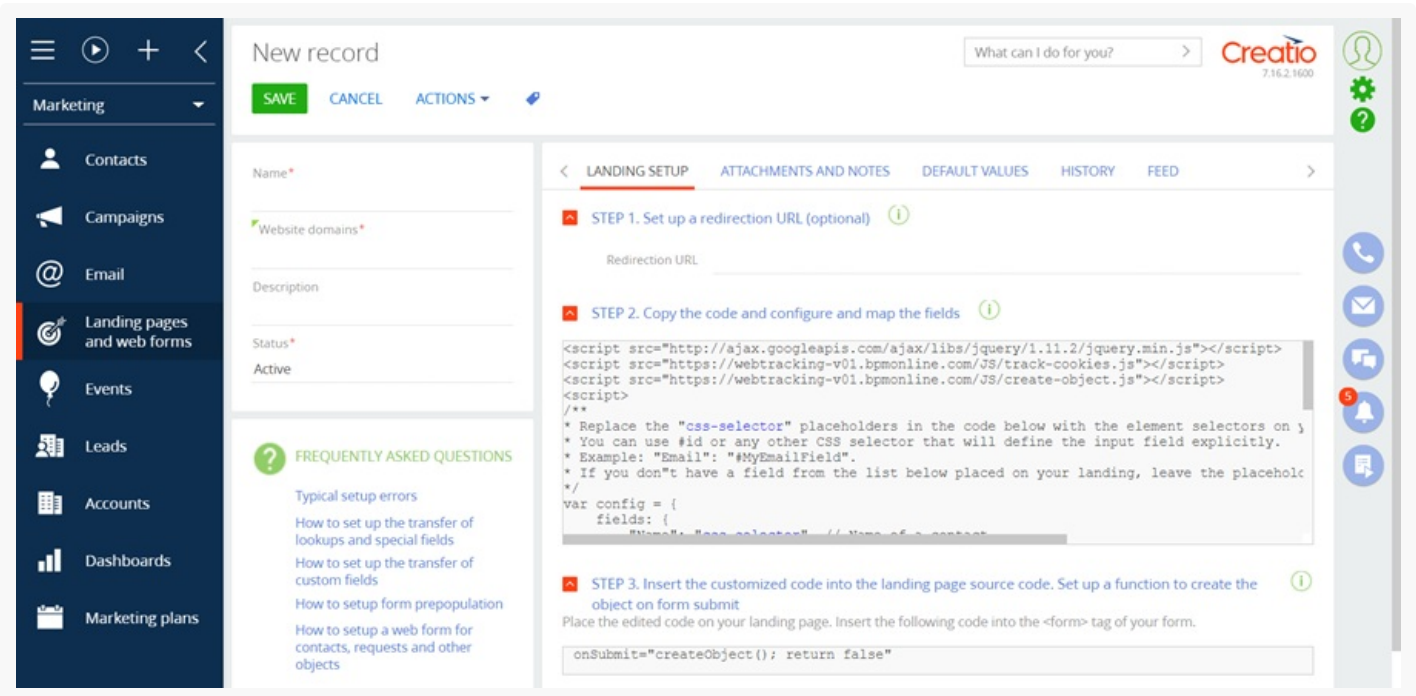 New record
What can I do for you?
Creatio
7.16.2.1600
SAVE
CANCEL
ACTIONS
Marketing
Contacts
Campaigns
Email
Landing pages
and web forms
Events
Leads
Accounts
Dashboards
Marketing plans
Name*
Website domains*
Description
Status*
Active
FREQUENTLY ASKED QUESTIONS
Typical setup errors
How to set up the transfer of
lookups and special fields
How to set up the transfer of
custom fields
How to setup form prepopulation
How to setup a web form for
contacts, requests and other
objects
LANDING SETUP
ATTACHMENTS AND NOTES
DEFAULT VALUES
HISTORY
FEED
STEP 1. Set up a redirection URL (optional)
Redirection URL
STEP 2. Copy the code and configure and map the fields
<script src="http://ajax.googleapis.com/ajax/libs/jquery/1.11.2/jquery.min.js"></script>
<script src="https://webtracking-v01.bpmonline.com/JS/track-cookies.js"></script>
<script src="https://webtracking-v01.bpmonline.com/JS/create-object.js"></script>
<script>
/**
* Replace the "css-selector" placeholders in the code below with the element selectors on
* You can use #id or any other CSS selector that will define the input field explicitly.
* Example: "Email": "#MyEmailField".
* If you don"t have a field from the list below placed on your landing, leave the
*/
var config = {
fields: {
"Name": "css-selector", // Name of a contact
STEP 3. Insert the customized code into the landing page source code. Set up a function to create the
object on form submit
Place the edited code on your landing page. Insert the following code into the <form> tag of your form.
onSubmit="createObject(); return false"
5